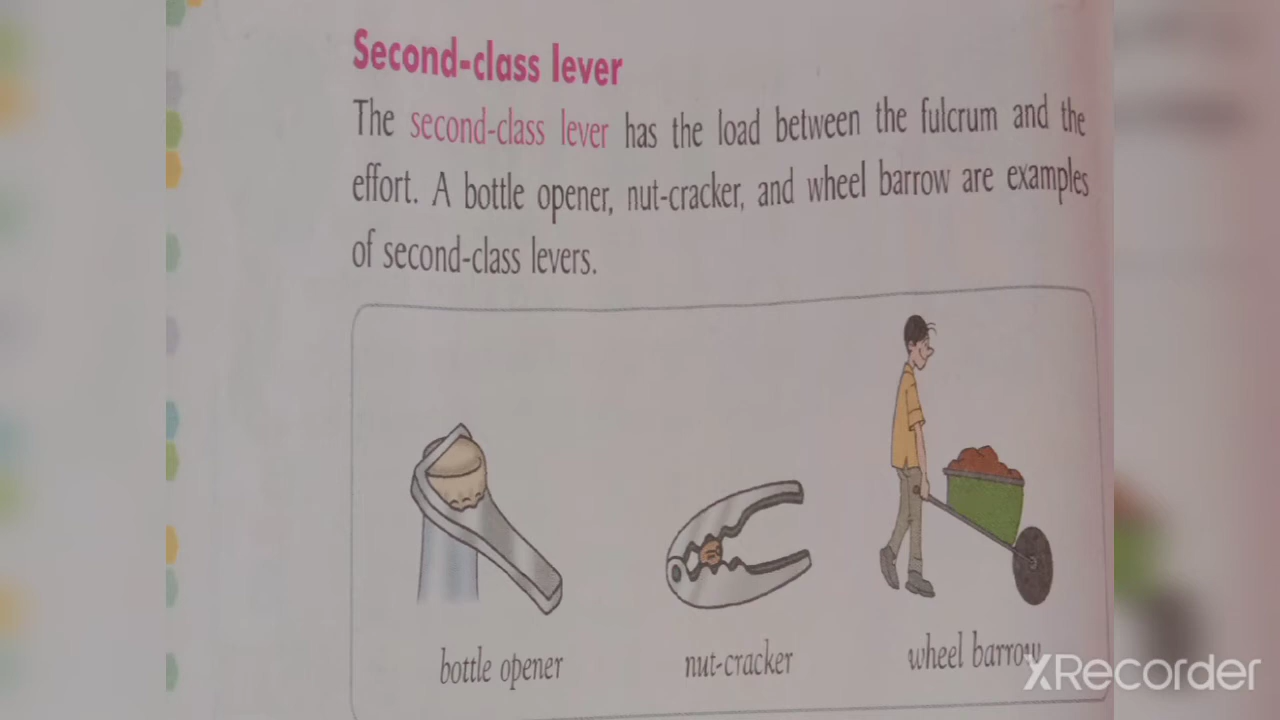 Second-class lever
The second-class lever has the load between the fulcrum and the
effort. A bottle opener, nut-cracker, and wheel barrow are examples
of second-class levers.
bottle opener
nut-cracker
wheel barrow
XRecorder